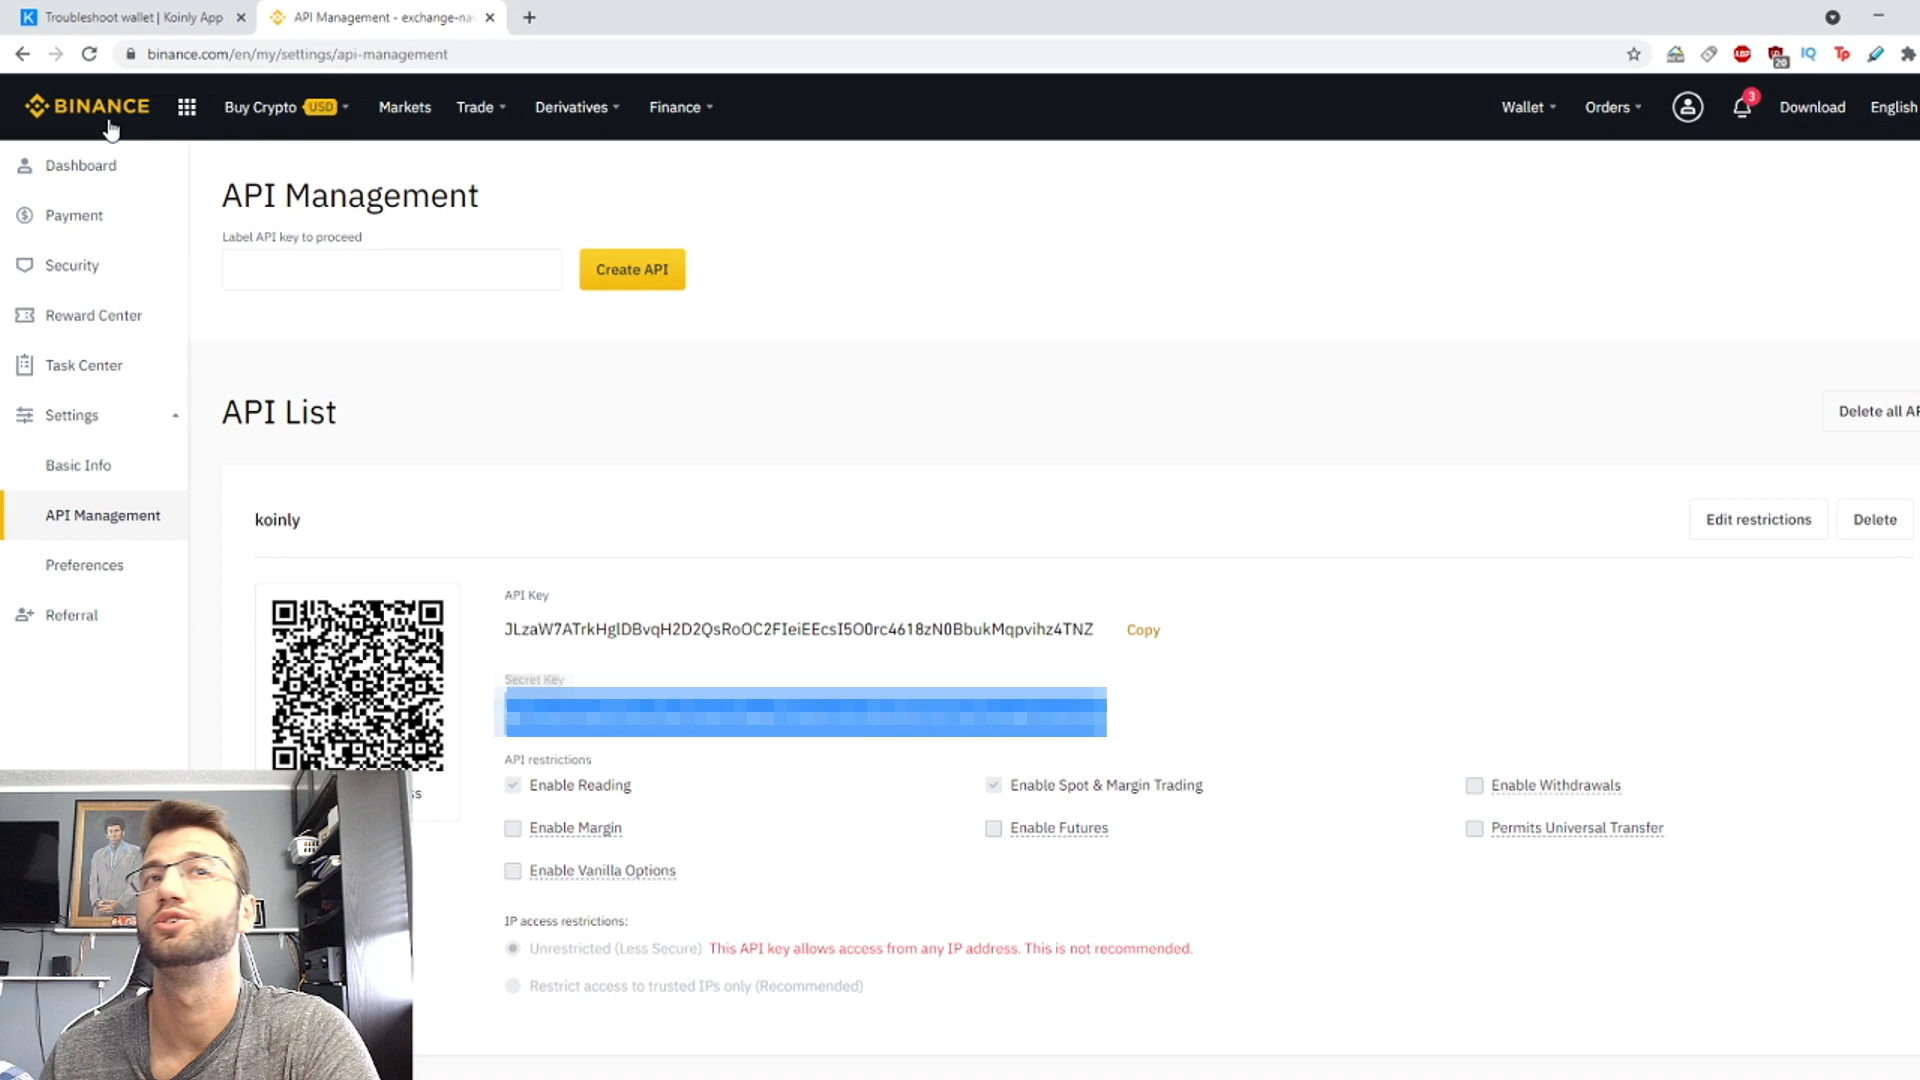 Troubleshoot wallet | Koinly App
API Management - exchange-na
binance.com/en/my/settings/api-management
20
IQ
Tp
BINANCE
Buy Crypto USD
Markets
Trade
Derivatives
Finance
Wallet
Orders
3
Download
English
Dashboard
Payment
Security
Reward Center
Task Center
Settings
Basic Info
API Management
Preferences
Referral
API Management
Label API key to proceed
Create API
API List
Delete all AP
koinly
Edit restrictions
Delete
API Key
JLzaW7ATrkHglDBvqH2D2QsRoOC2FIeiEEcsI5O0rc4618zN0BbukMqpvihz4TNZ
Copy
Secret Key
API restrictions
Enable Reading
Enable Spot & Margin Trading
Enable Withdrawals
Enable Margin
Enable Futures
Permits Universal Transfer
Enable Vanilla Options
IP access restrictions:
Unrestricted (Less Secure) This API key allows access from any IP address. This is not recommended.
Restrict access to trusted IPs only (Recommended)